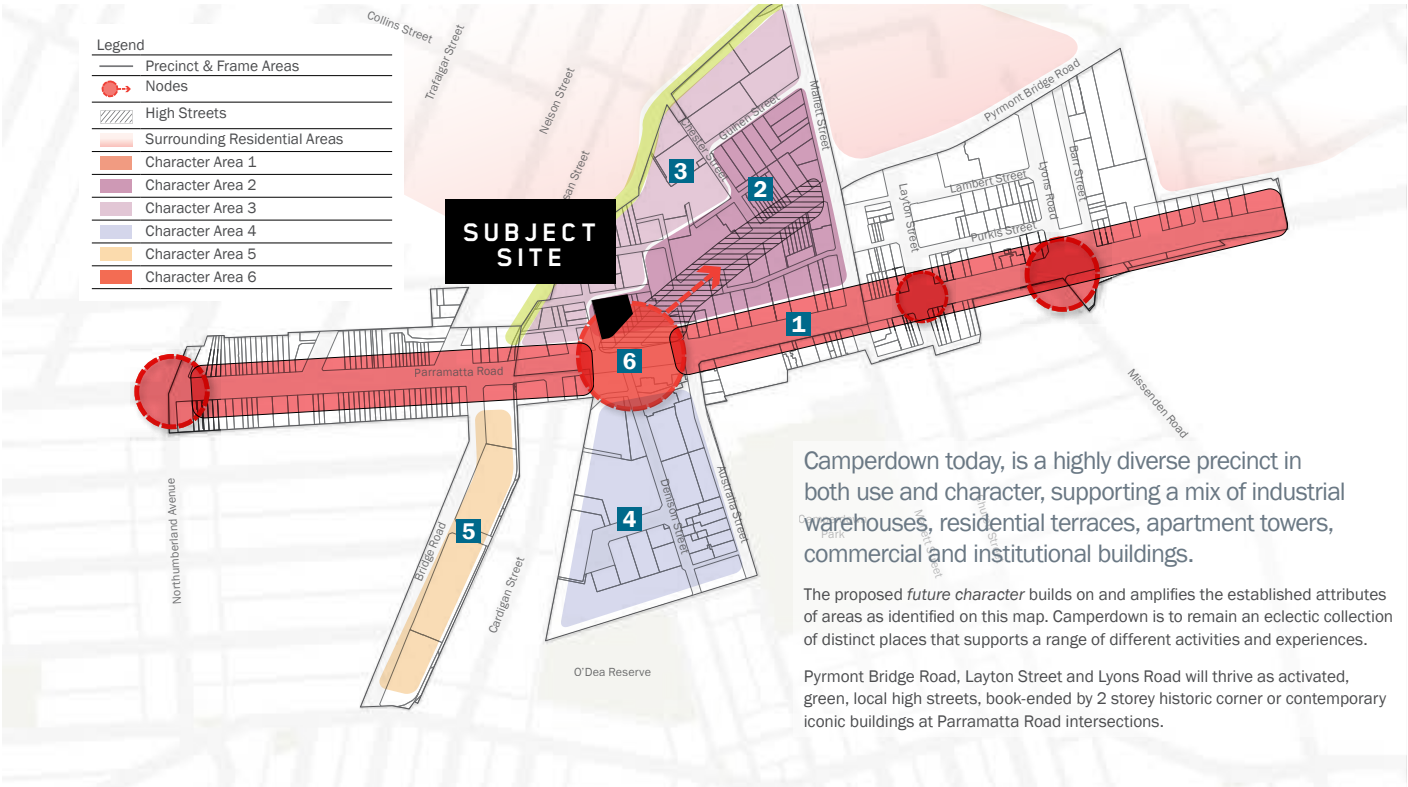 Legend
Precinct & Frame Areas
Nodes
High Streets
Surrounding Residential Areas
Character Area 1
Character Area 2
Character Area 3
Character Area 4
Character Area 5
Character Area 6
Collins Street
Trafalgar Street
Nelson Street
san Street
SUBJECT
SITE
Chester Street
Guihen Street
Mallett Street
Pyrmont Bridge Road
Layton Street
Lambert Street
Lyons Road
Barr Street
Purkis Street
3
2
1
6
Parramatta Road
4
5
Northumberland Avenue
Bridge Road
Cardigan Street
Denison Street
Australia Street
Missenden Road
O'Dea Reserve
Park
Street
Camperdown today, is a highly diverse precinct in
both use and character, supporting a mix of industrial
warehouses, residential terraces, apartment towers,
commercial and institutional buildings.
The proposed future character builds on and amplifies the established attributes
of areas as identified on this map. Camperdown is to remain an eclectic collection
of distinct places that supports a range of different activities and experiences.
Pyrmont Bridge Road, Layton Street and Lyons Road will thrive as activated,
green, local high streets, book-ended by 2 storey historic corner or contemporary
iconic buildings at Parramatta Road intersections.